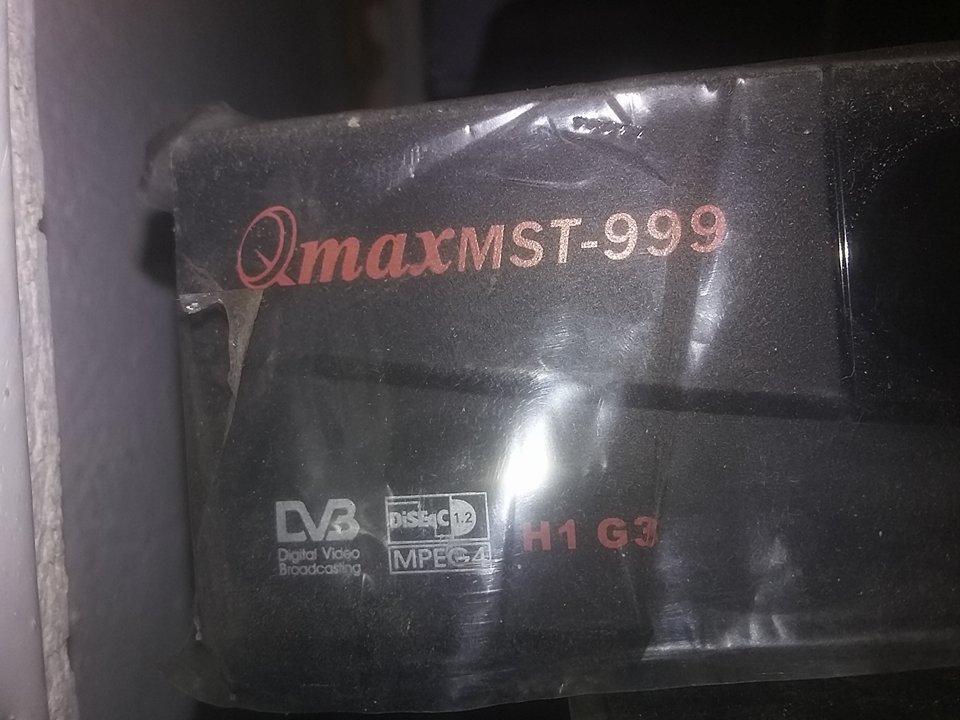 QmaxMST-999
DVB
Digital Video
Broadcasting
DiSEqC 1.2
MPEG4
H1 G3